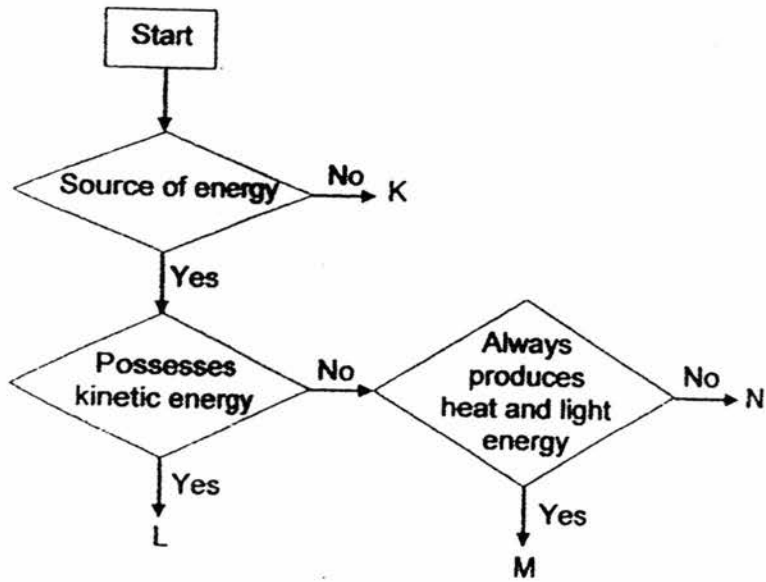 Start
Source of energy
No
K
Yes
Possesses
kinetic energy
No
Always
produces
heat and light
energy
No
N
Yes
L
Yes
M